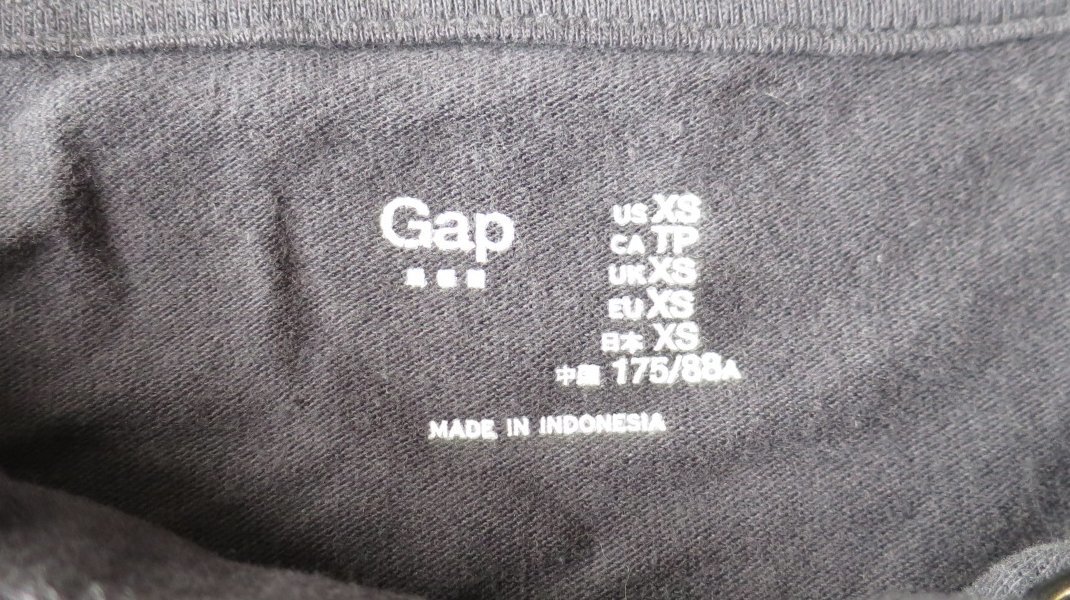 Gap
US XS
CA TP
UK XS
EU XS
日本 XS
中国 175/88A
MADE IN INDONESIA